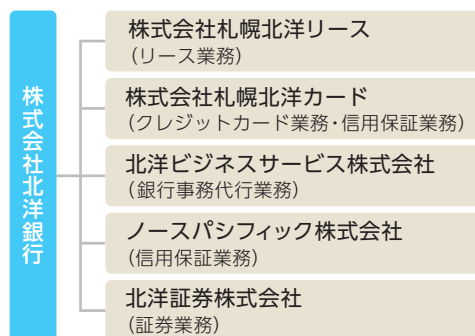 株式会社北洋銀行
株式会社札幌北洋リース
（リース業務）
株式会社札幌北洋カード
（クレジットカード業務・信用保証業務）
北洋ビジネスサービス株式会社
（銀行事務代行業務）
ノースパシフィック株式会社
（信用保証業務）
北洋証券株式会社
（証券業務）